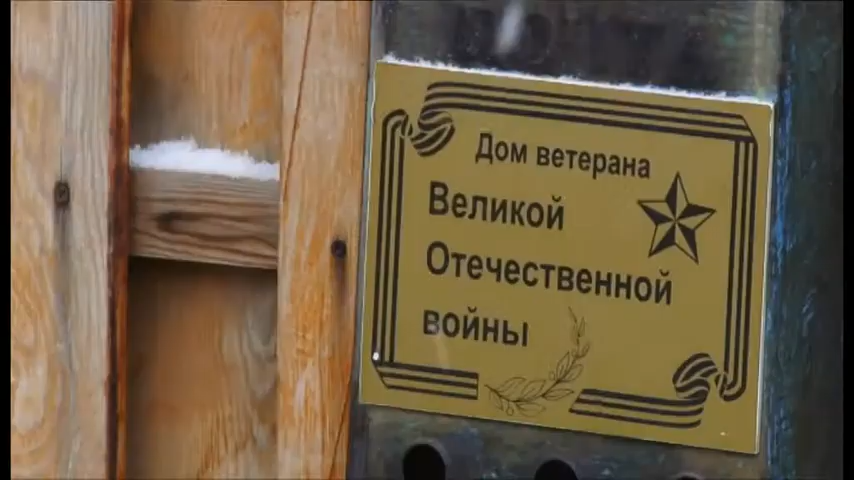 Дом ветерана
Великой
Отечественной
войны